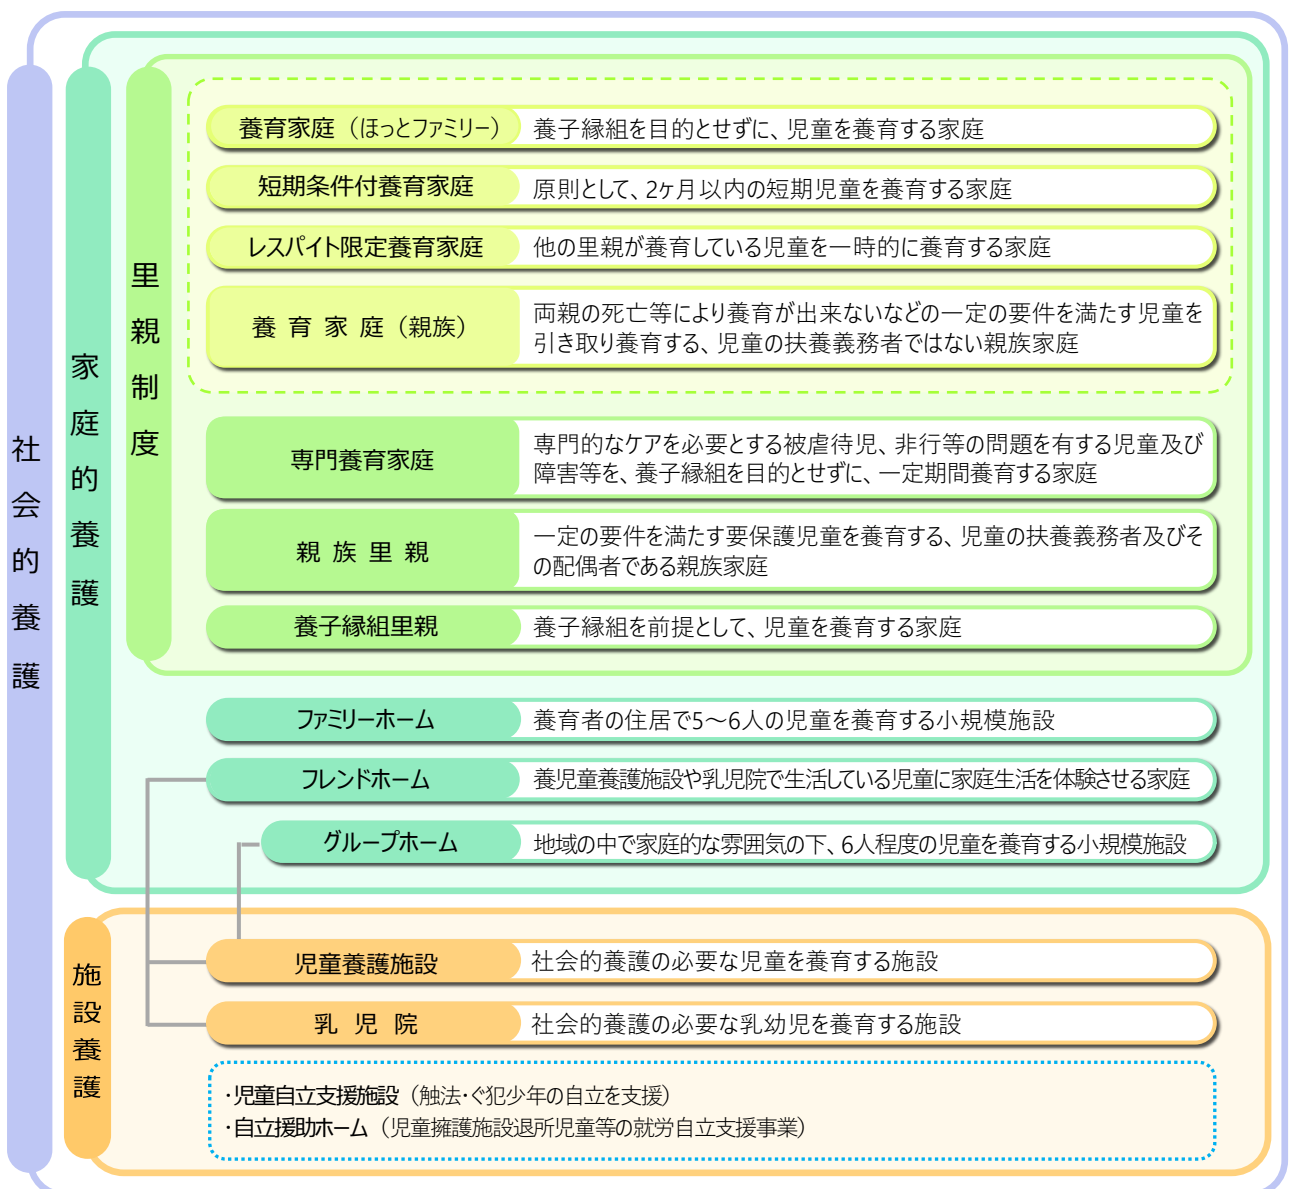 社会的養護
家庭的養護
里親制度
養育家庭（ほっとファミリー） 養子縁組を目的とせずに、児童を養育する家庭
短期条件付養育家庭 原則として、2ヶ月以内の短期児童を養育する家庭
レスパイト限定養育家庭 他の里親が養育している児童を一時的に養育する家庭
養育家庭（親族） 両親の死亡等により養育が出来ないなどの一定の要件を満たす児童を
引き取り養育する、児童の扶養義務者ではない親族家庭
専門養育家庭 専門的なケアを必要とする被虐待児、非行等の問題を有する児童及び
障害等を、養子縁組を目的とせずに、一定期間養育する家庭
親族里親 一定の要件を満たす要保護児童を養育する、児童の扶養義務者及びそ
の配偶者である親族家庭
養子縁組里親 養子縁組を前提として、児童を養育する家庭
ファミリーホーム 養育者の住居で5～6人の児童を養育する小規模施設
フレンドホーム 養児童養護施設や乳児院で生活している児童に家庭生活を体験させる家庭
グループホーム 地域の中で家庭的な雰囲気の下、6人程度の児童を養育する小規模施設
施設養護
児童養護施設 社会的養護の必要な児童を養育する施設
乳児院 社会的養護の必要な乳幼児を養育する施設
・児童自立支援施設（触法・ぐ犯少年の自立を支援）
・自立援助ホーム（児童擁護施設退所児童等の就労自立支援事業）